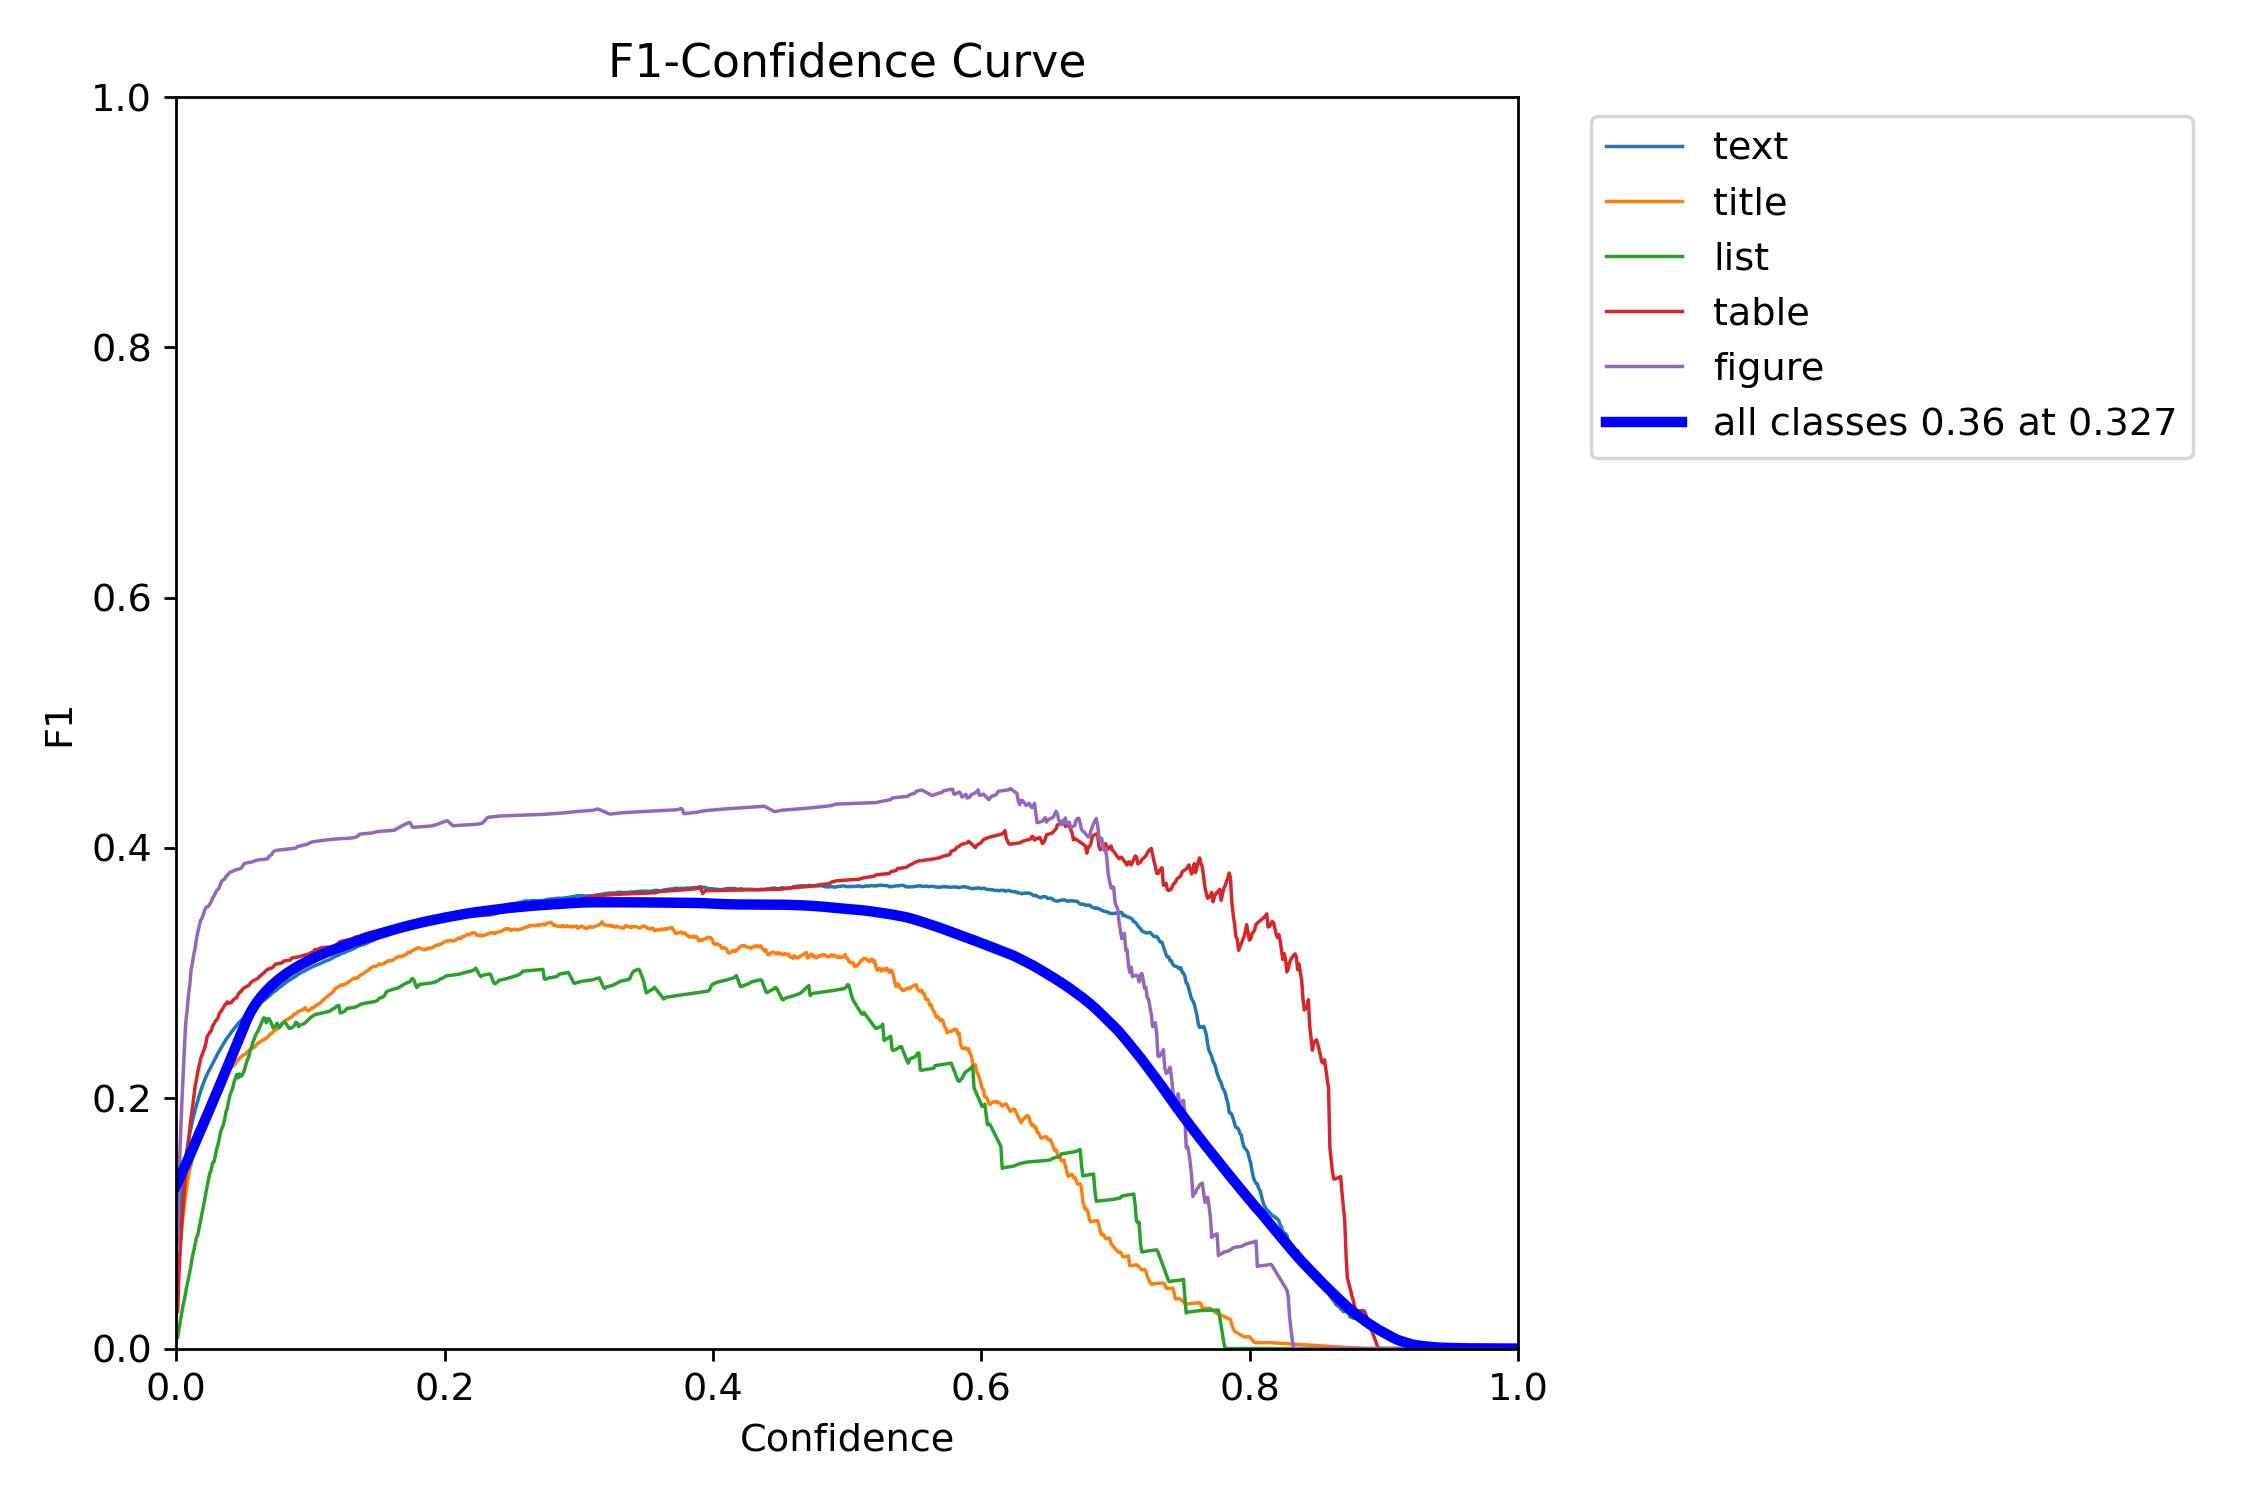 F1-Confidence Curve
1.0
0.8
0.6
0.4
0.2
0.0
F1
0.0 0.2 0.4 0.6 0.8 1.0
Confidence
text
title
list
table
figure
all classes 0.36 at 0.327